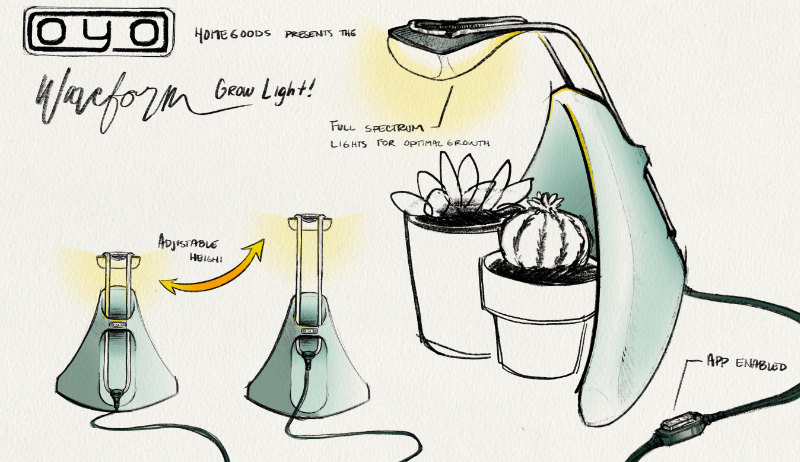 OYO
HOMEGOODS PRESENTS THE
Waveform
GROW LIGHT!
FULL SPECTRUM
LIGHTS FOR OPTIMAL GROWTH
ADJUSTABLE
HEIGHT
APP ENABLED